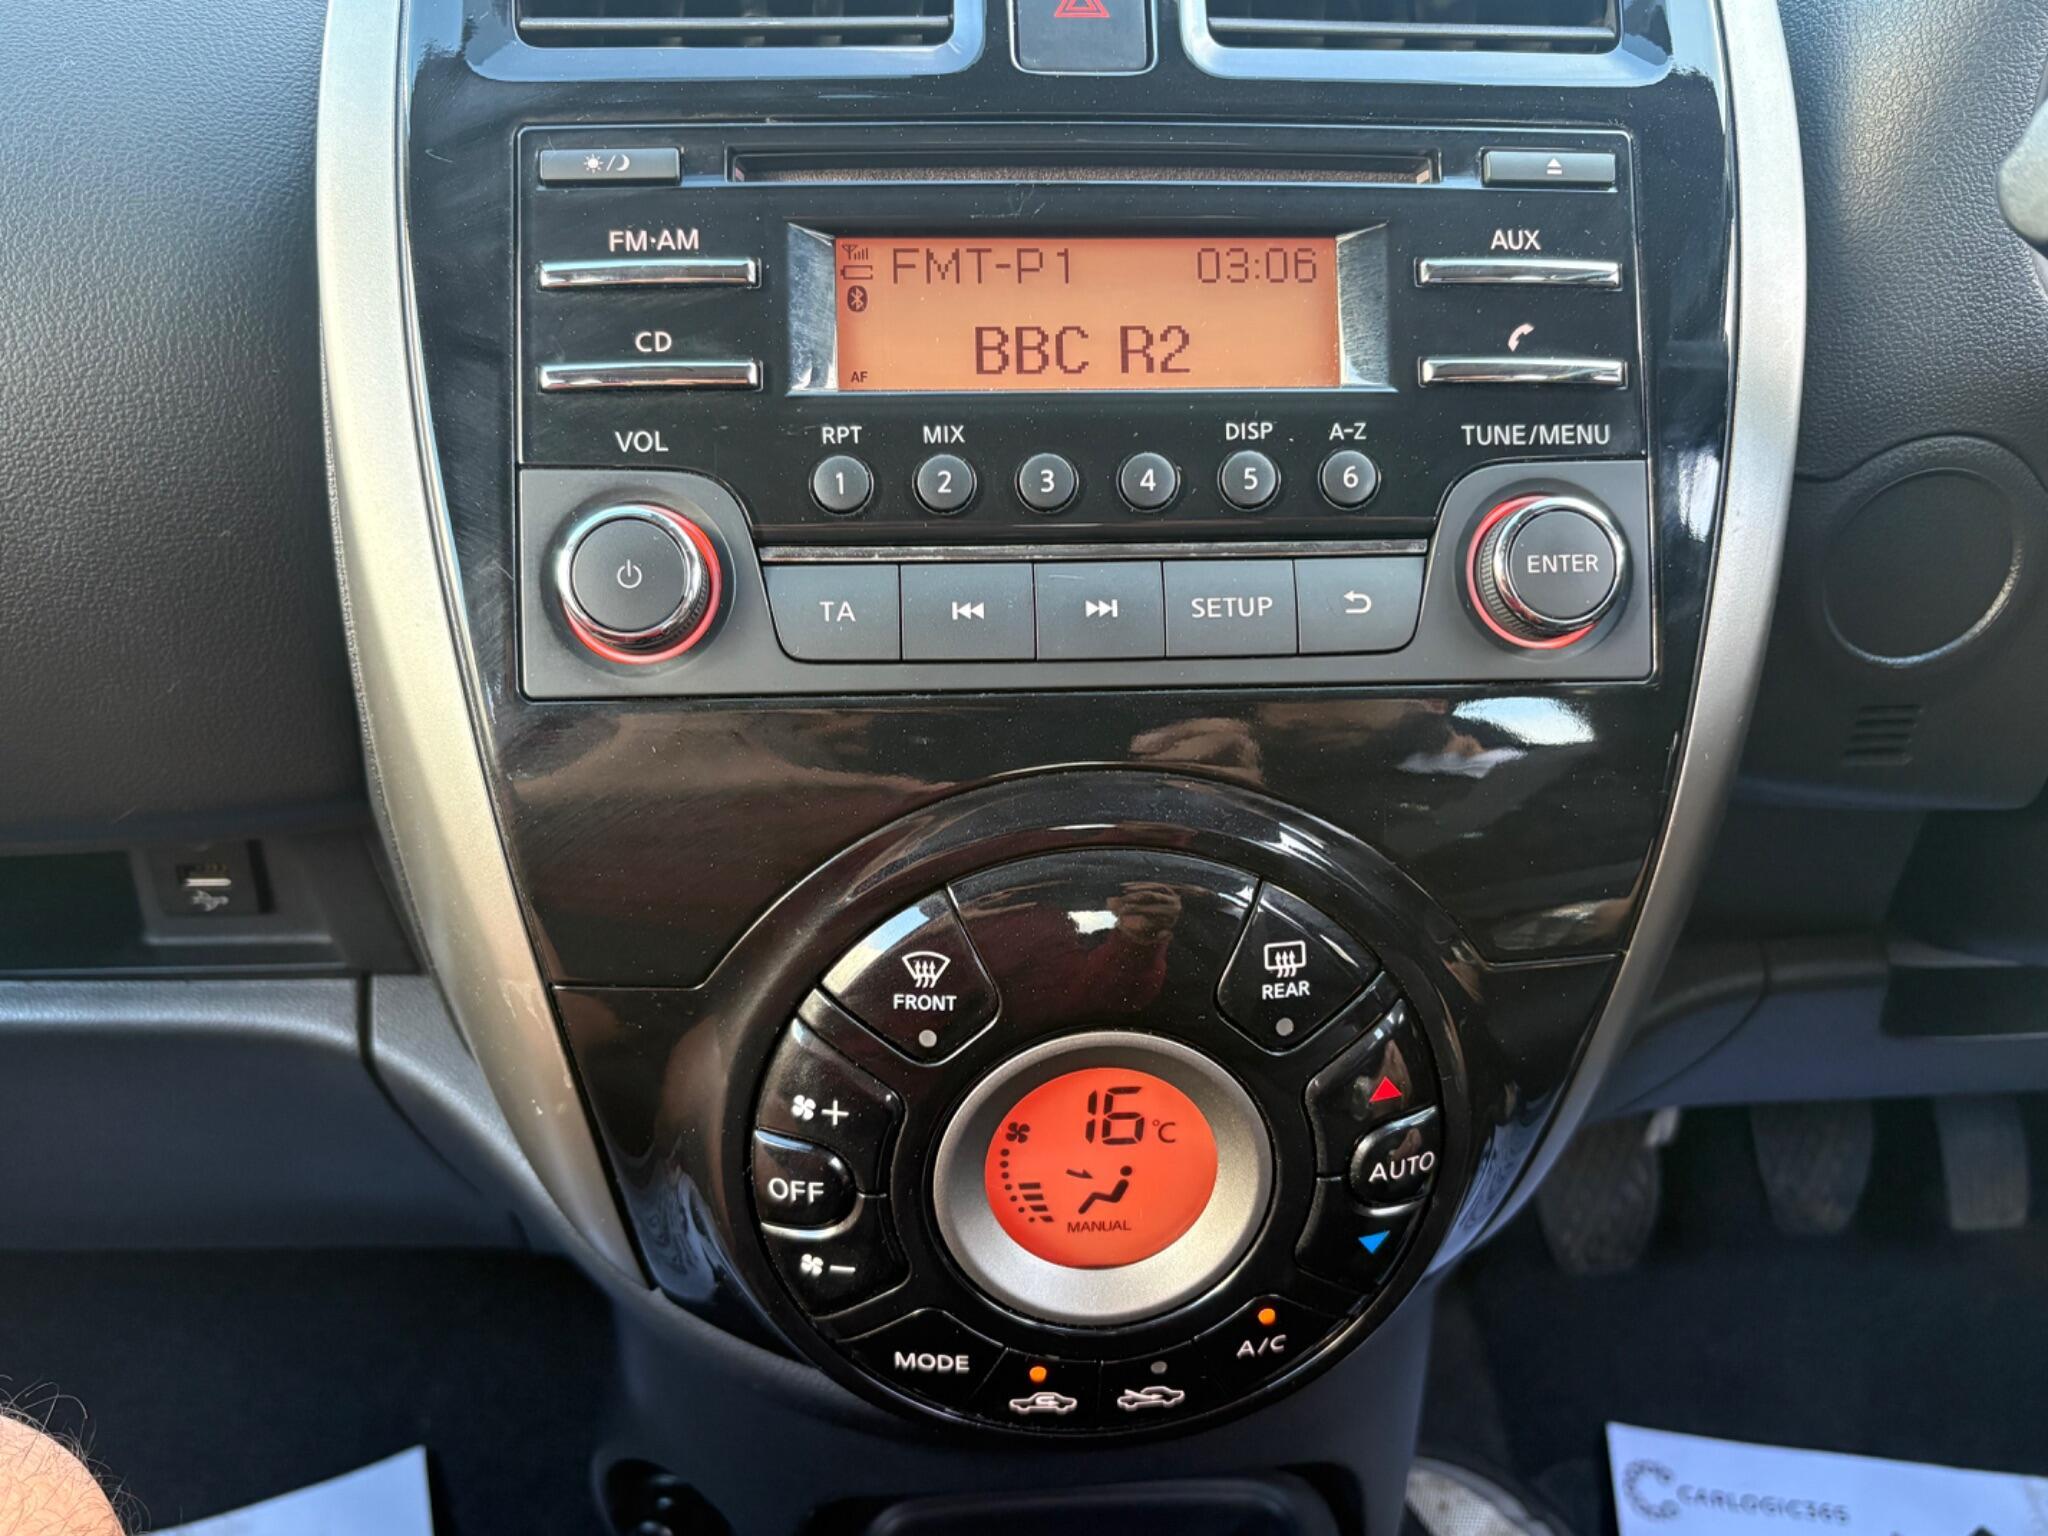 FM·AM
AUX
FMT-P1 03:06
CD
BBC R2
AF
VOL
RPT MIX DISP A-Z
TUNE/MENU
1 2 3 4 5 6
ENTER
TA SETUP
FRONT
REAR
16 °C
+
OFF
AUTO
MANUAL
−
MODE
A/C
CARLOGIC365